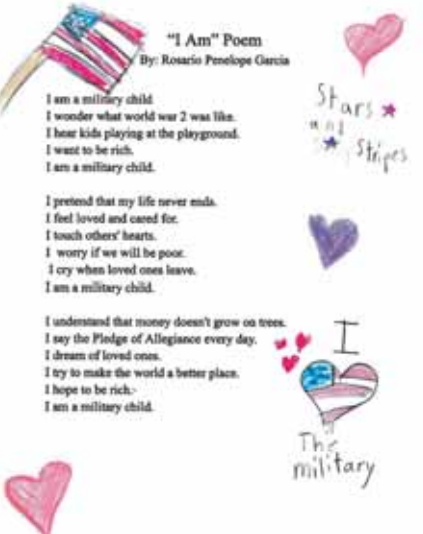 "I Am" Poem
By: Rosario Penelope Garcia
I am a military child
I wonder what world war 2 was like.
I hear kids playing at the playground.
I want to be rich.
I am a military child.
I pretend that my life never ends.
I feel loved and cared for.
I touch others' hearts.
I worry if we will be poor.
I cry when loved ones leave.
I am a military child.
I understand that money doesn't grow on trees.
I say the Pledge of Allegiance every day.
I dream of loved ones.
I try to make the world a better place.
I hope to be rich.
I am a military child.
Stars
and
Stripes
I
The
military